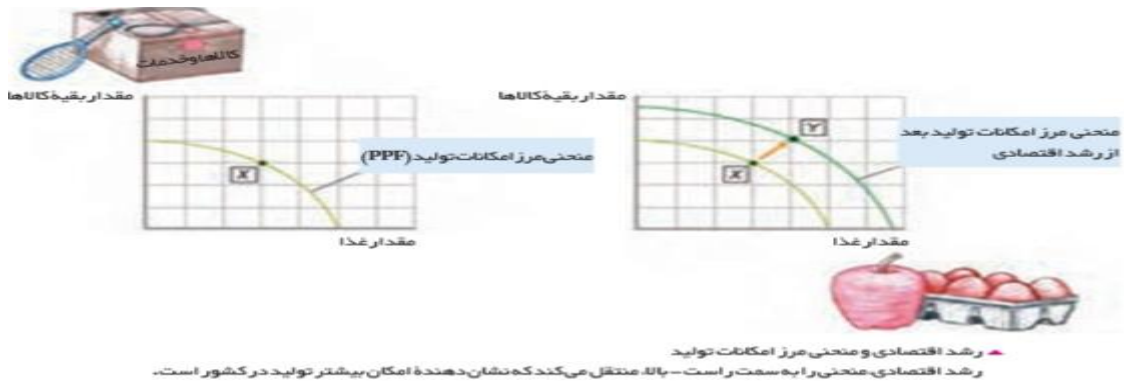 کالاها و خدمات
مقدار بقیهٔ کالاها
مقدار بقیهٔ کالاها
منحنی مرز امکانات تولید بعد
از رشد اقتصادی
Y
منحنی مرز امکانات تولید (PPF)
X
X
مقدار غذا
مقدار غذا
رشد اقتصادی و منحنی مرز امکانات تولید
رشد اقتصادی، منحنی را به سمت راست – بالا، منتقل می‌کند که نشان‌دهندهٔ امکان بیشتر تولید در کشور است.